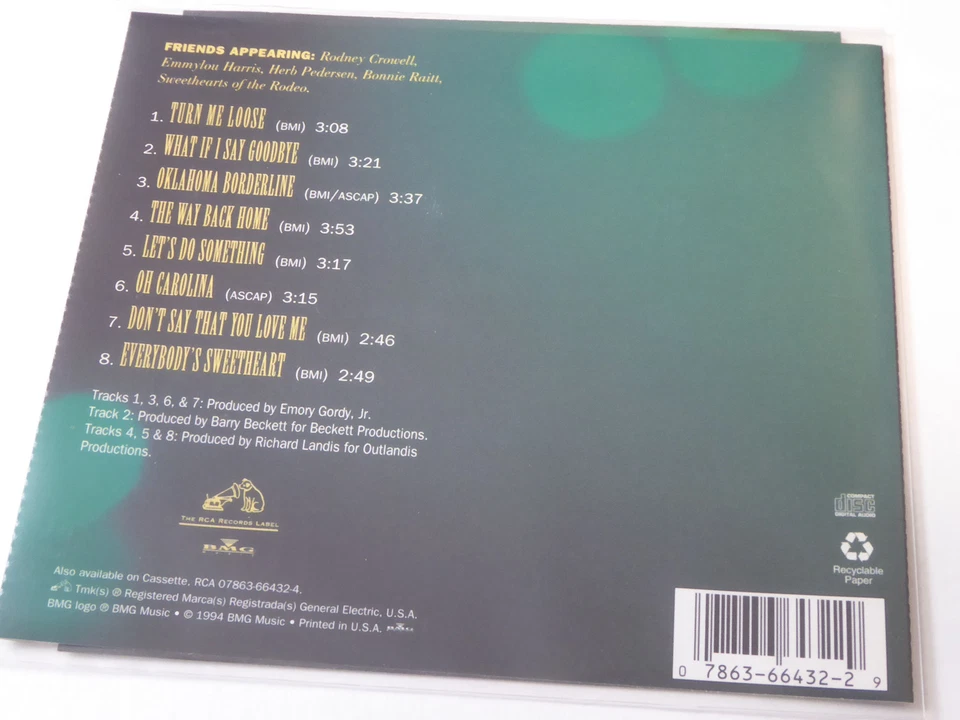 FRIENDS APPEARING: Rodney Crowell,
Emmylou Harris, Herb Pedersen, Bonnie Raitt,
Sweethearts of the Rodeo.
1. TURN ME LOOSE (BMI) 3:08
2. WHAT IF I SAY GOODBYE (BMI) 3:21
3. OKLAHOMA BORDERLINE (BMI/ASCAP) 3:37
4. THE WAY BACK HOME (BMI) 3:53
5. LET'S DO SOMETHING (BMI) 3:17
6. OH CAROLINA (ASCAP) 3:15
7. DON'T SAY THAT YOU LOVE ME (BMI) 2:46
8. EVERYBODY'S SWEETHEART (BMI) 2:49
Tracks 1, 3, 6, & 7: Produced by Emory Gordy, Jr.
Track 2: Produced by Barry Beckett for Beckett Productions.
Tracks 4, 5 & 8: Produced by Richard Landis for Outlandis
Productions.
THE RCA RECORDS LABEL
BMG
Also available on Cassette, RCA 07863-66432-4.
Tmk(s) ® Registered Marca(s) Registrada(s) General Electric, U.S.A.
BMG logo ® BMG Music • © 1994 BMG Music • Printed in U.S.A. BMG
COMPACT
disc
DIGITAL AUDIO
Recyclable
Paper
0 7863-66432-2 9